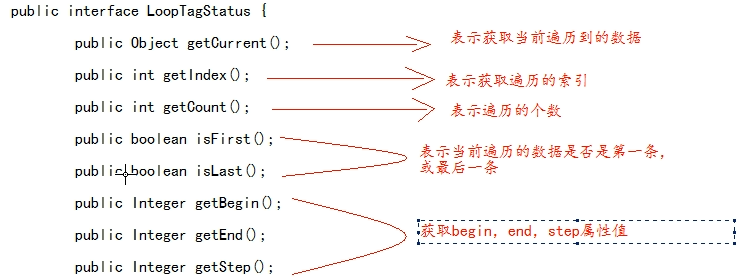 public interface LoopTagStatus {
public Object getCurrent(); 表示获取当前遍历到的数据
public int getIndex(); 表示获取遍历的索引
public int getCount(); 表示遍历的个数
public boolean isFirst();
表示当前遍历的数据是否是第一条,
或最后一条
public boolean isLast();
public Integer getBegin();
public Integer getEnd(); 获取begin, end, step属性值
public Integer getStep();